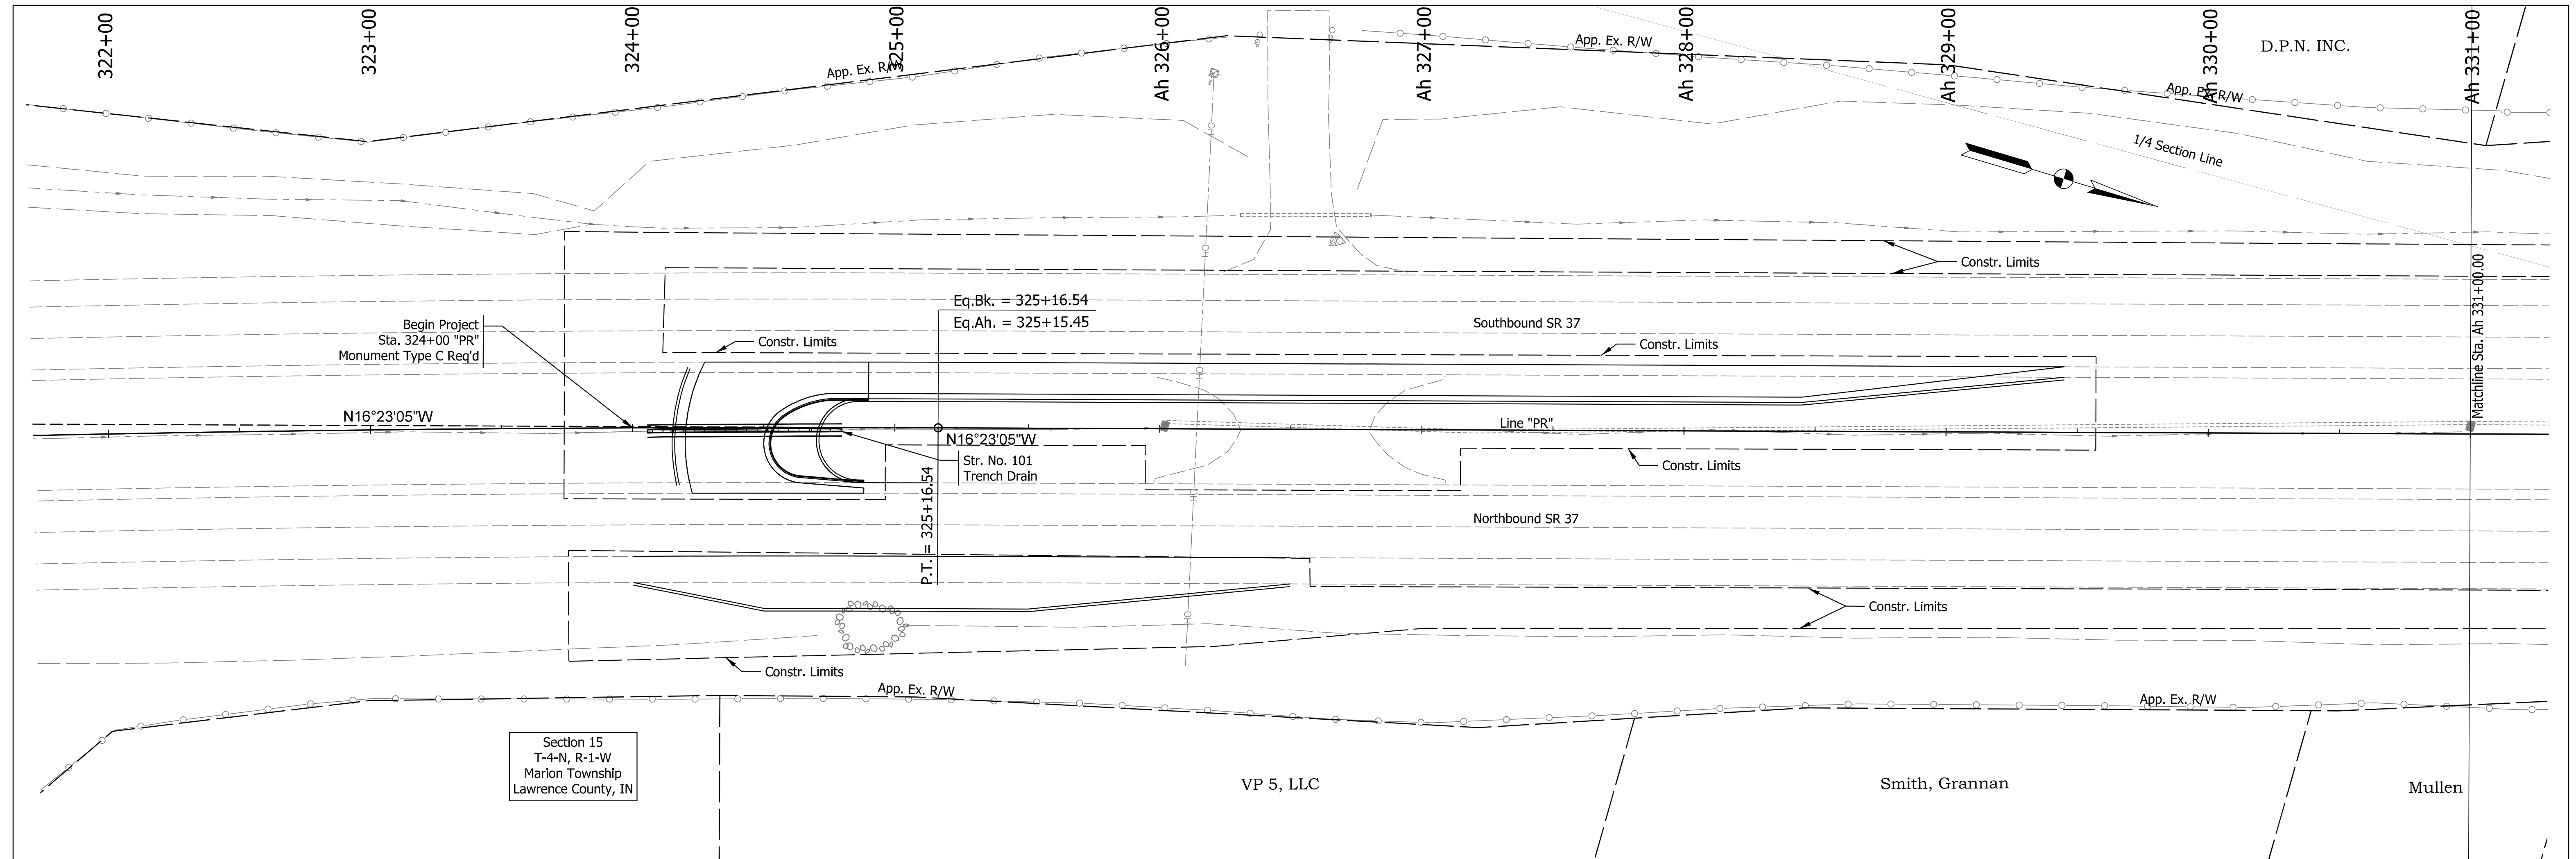 322+00
323+00
324+00
325+00
Ah 326+00
Ah 327+00
Ah 328+00
Ah 329+00
Ah 330+00
Ah 331+00
D.P.N. INC.
App. Ex. R/W
App. Ex. R/W
App. Ex. R/W
1/4 Section Line
Constr. Limits
Matchline Sta. Ah 331+00.00
Eq.Bk. = 325+16.54
Eq.Ah. = 325+15.45
Begin Project
Sta. 324+00 "PR"
Monument Type C Req'd
Constr. Limits
Southbound SR 37
Constr. Limits
N16°23'05"W
N16°23'05"W
Line "PR"
Str. No. 101
Trench Drain
Constr. Limits
P.T. = 325+16.54
OH
OH
OH
OH
OH
Northbound SR 37
Constr. Limits
Constr. Limits
App. Ex. R/W
App. Ex. R/W
Section 15
T-4-N, R-1-W
Marion Township
Lawrence County, IN
VP 5, LLC
Smith, Grannan
Mullen